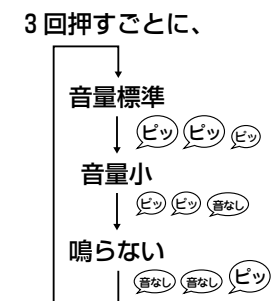 3回押すごとに、
音量標準
ピッ ピッ ピッ
音量小
ピッ ピッ 音なし
鳴らない
音なし 音なし ピッ